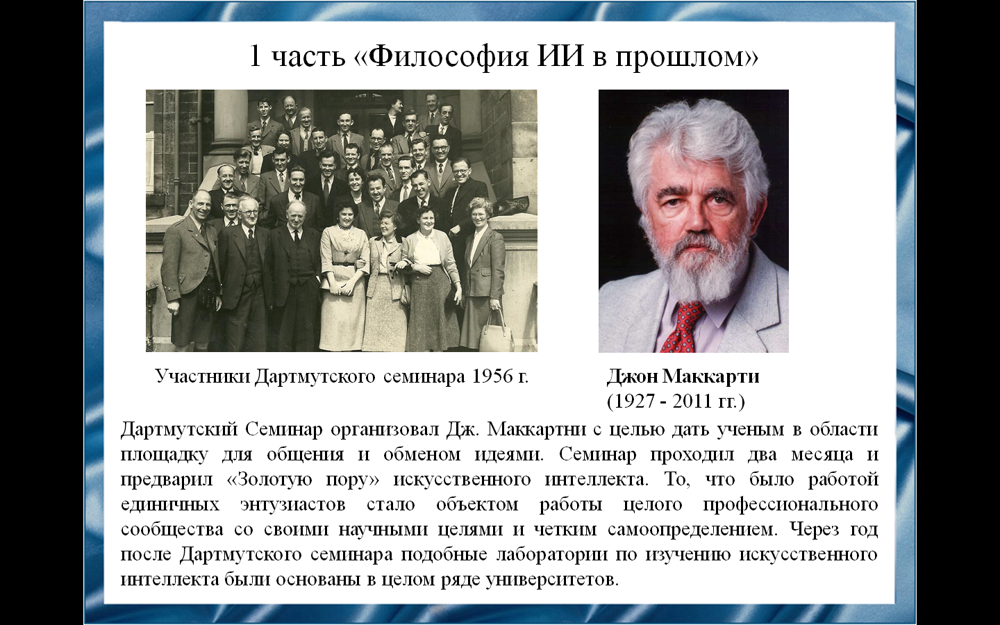 1 часть «Философия ИИ в прошлом»
Участники Дартмутского семинара 1956 г.
Джон Маккарти
(1927 - 2011 гг.)
Дартмутский Семинар организовал Дж. Маккартни с целью дать ученым в области
площадку для общения и обменом идеями. Семинар проходил два месяца и
предварил «Золотую пору» искусственного интеллекта. То, что было работой
единичных энтузиастов стало объектом работы целого профессионального
сообщества со своими научными целями и четким самоопределением. Через год
после Дартмутского семинара подобные лаборатории по изучению искусственного
интеллекта были основаны в целом ряде университетов.